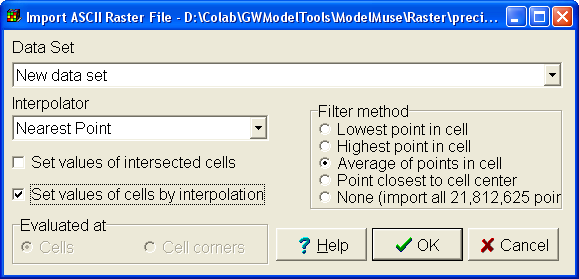 Import ASCII Raster File - D:\Colab\GWModelTools\ModelMuse\Raster\preci...
Data Set
New data set
Interpolator
Nearest Point
Set values of intersected cells
Set values of cells by interpolation
Evaluated at
Cells
Cell corners
Filter method
Lowest point in cell
Highest point in cell
Average of points in cell
Point closest to cell center
None (import all 21,812,625 poin
Help
OK
Cancel